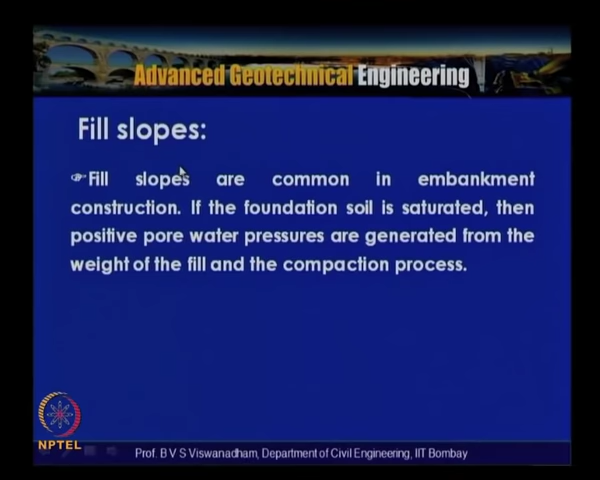 Advanced Geotechnical Engineering
Fill slopes:
☞Fill slopes are common in embankment
construction. If the foundation soil is saturated, then
positive pore water pressures are generated from the
weight of the fill and the compaction process.
NPTEL
Prof. B V S Viswanadham, Department of Civil Engineering, IIT Bombay